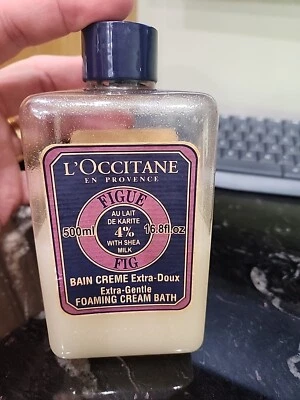 L'OCCITANE
EN PROVENCE
FIGUE
AU LAIT
DE KARITE
500ml 4% 16.8fl.oz
WITH SHEA
MILK
FIG
BAIN CREME Extra-Doux
Extra-Gentle
FOAMING CREAM BATH